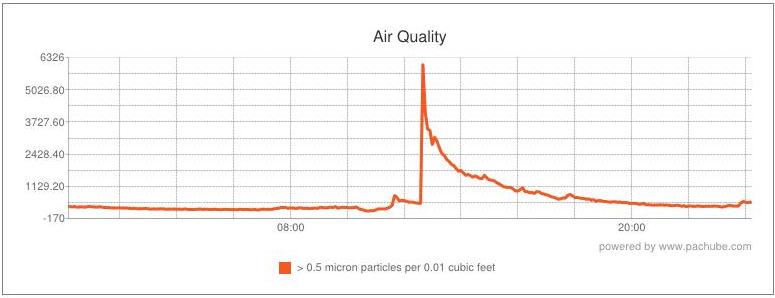 Air Quality
6326
5026.80
3727.60
2428.40
1129.20
-170
08:00
20:00
powered by www.pachube.com
> 0.5 micron particles per 0.01 cubic feet